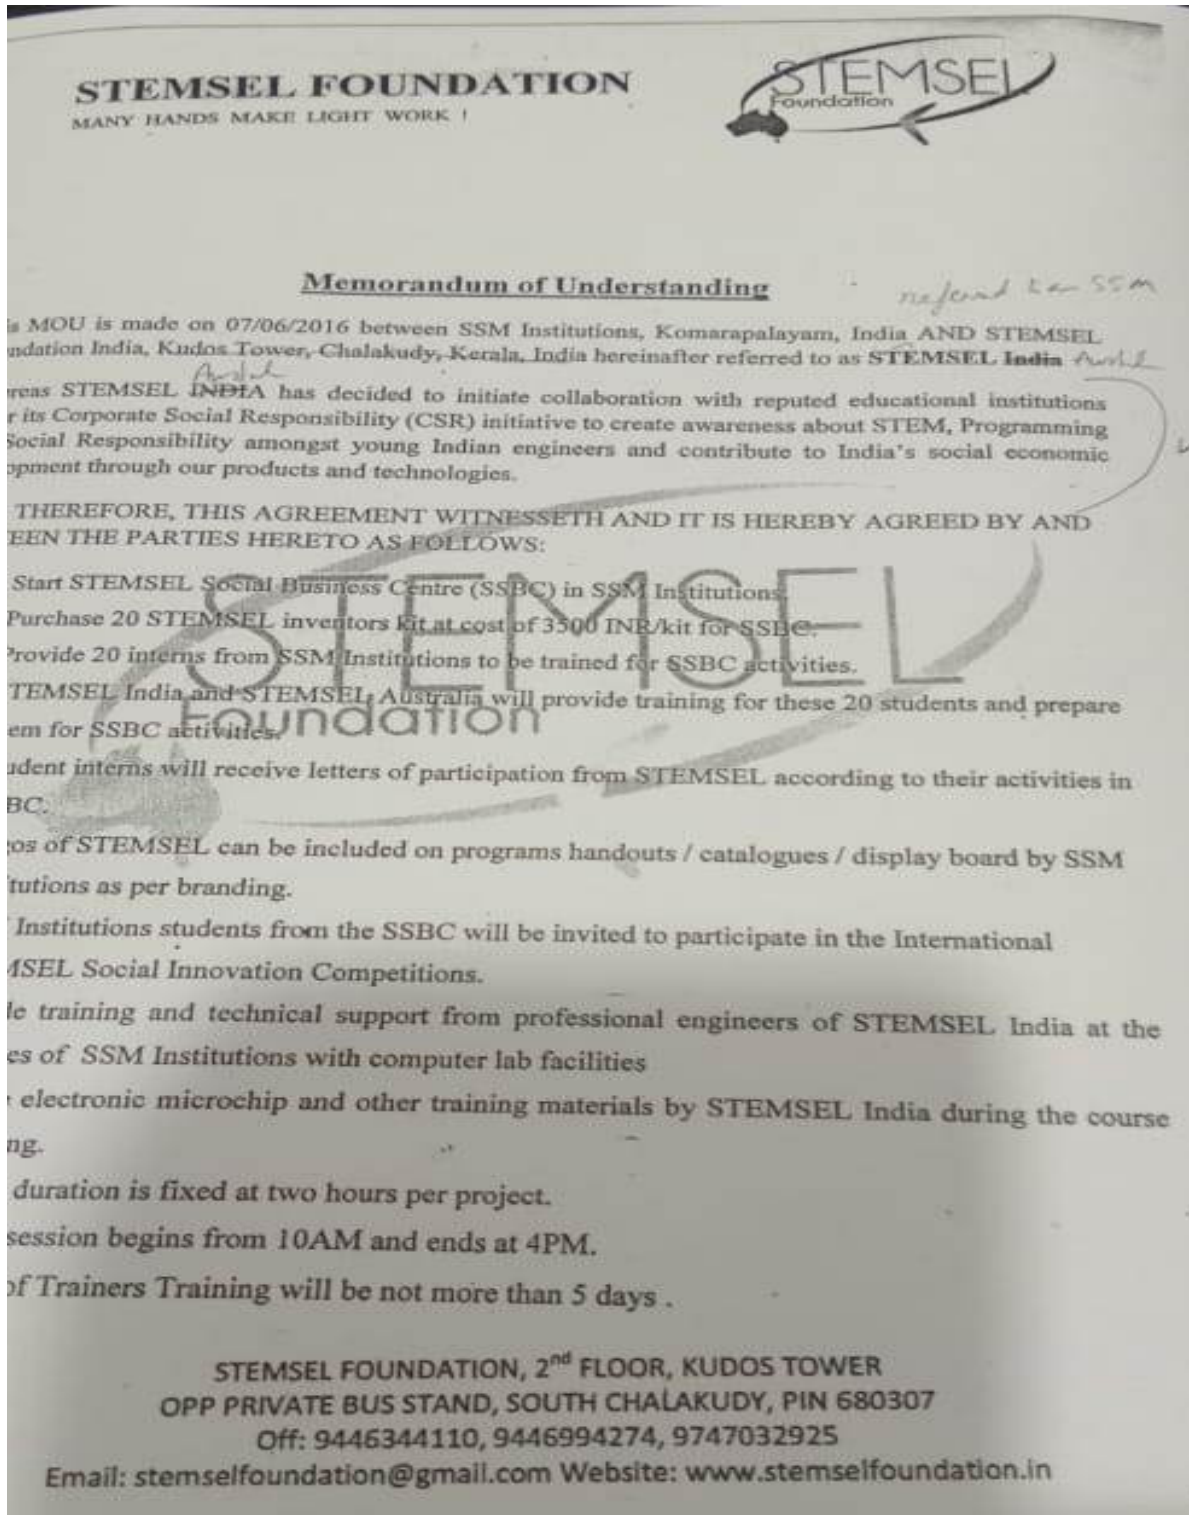 STEMSEL FOUNDATION
MANY HANDS MAKE LIGHT WORK !
STEMSEL
Foundation
Memorandum of Understanding
SSM
is MOU is made on 07/06/2016 between SSM Institutions, Komarapalayam, India AND STEMSEL
ndation India, Kudos Tower, Chalakudy, Kerala, India hereinafter referred to as STEMSEL India
reas STEMSEL INDIA has decided to initiate collaboration with reputed educational institutions
r its Corporate Social Responsibility (CSR) initiative to create awareness about STEM, Programming
Social Responsibility amongst young Indian engineers and contribute to India's social economic
opment through our products and technologies.
THEREFORE, THIS AGREEMENT WITNESSETH AND IT IS HEREBY AGREED BY AND
EEN THE PARTIES HERETO AS FOLLOWS:
Start STEMSEL Social Business Centre (SSBC) in SSM Institutions.
Purchase 20 STEMSEL inventors kit at cost of 3500 INR/kit for SSBC.
Provide 20 interns from SSM Institutions to be trained for SSBC activities.
TEMSEL India and STEMSEL Australia will provide training for these 20 students and prepare
em for SSBC activities.
STEMSEL
Foundation
udent interns will receive letters of participation from STEMSEL according to their activities in
BC.
gos of STEMSEL can be included on programs handouts / catalogues / display board by SSM
tutions as per branding.
Institutions students from the SSBC will be invited to participate in the International
MSEL Social Innovation Competitions.
de training and technical support from professional engineers of STEMSEL India at the
es of SSM Institutions with computer lab facilities
electronic microchip and other training materials by STEMSEL India during the course
ng.
duration is fixed at two hours per project.
session begins from 10AM and ends at 4PM.
of Trainers Training will be not more than 5 days .
STEMSEL FOUNDATION, 2nd FLOOR, KUDOS TOWER
OPP PRIVATE BUS STAND, SOUTH CHALAKUDY, PIN 680307
Off: 9446344110, 9446994274, 9747032925
Email: stemselfoundation@gmail.com Website: www.stemselfoundation.in